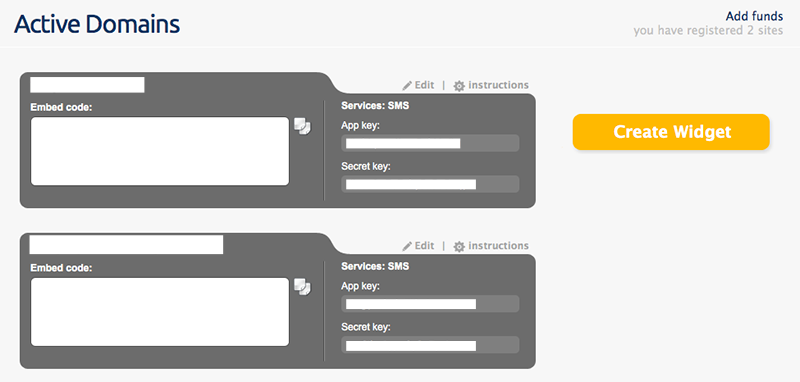 Active Domains
Add funds
you have registered 2 sites
Edit | instructions
Embed code:
Services: SMS
App key:
Secret key:
Create Widget
Edit | instructions
Embed code:
Services: SMS
App key:
Secret key: